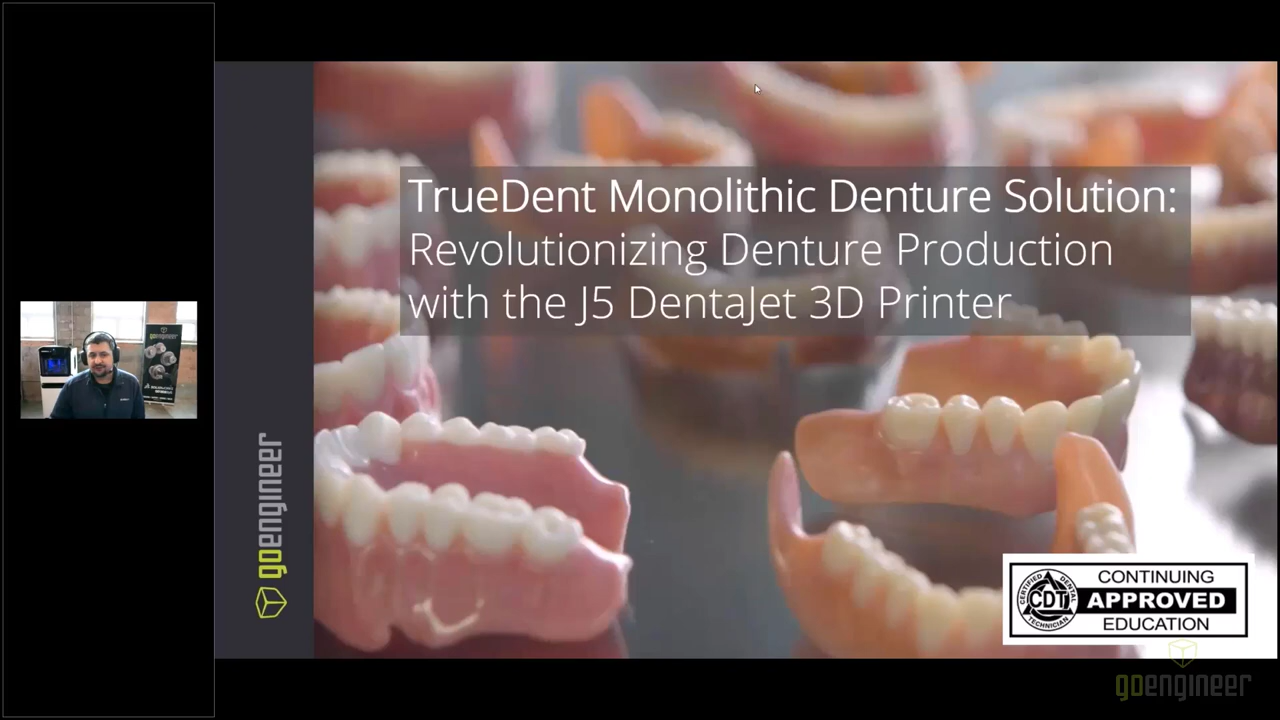 TrueDent Monolithic Denture Solution:
Revolutionizing Denture Production
with the J5 DentaJet 3D Printer
goengineer
goengineer
CERTIFIED DENTAL TECHNICIAN
CDT
CONTINUING
APPROVED
EDUCATION
goengineer